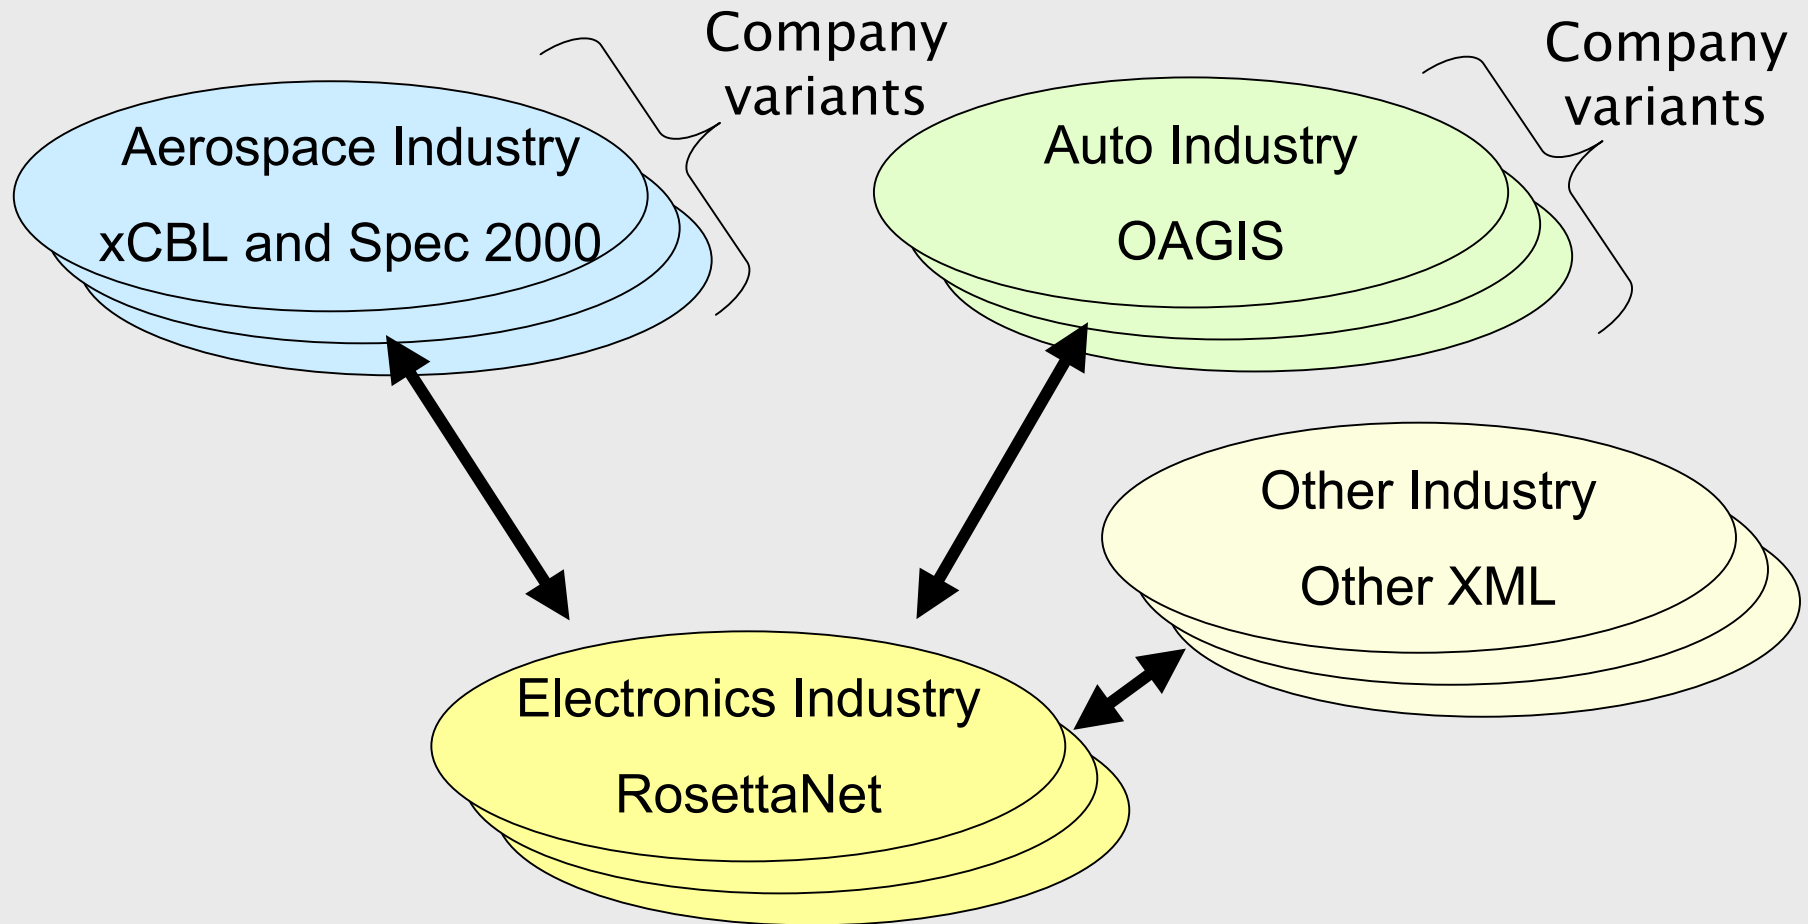 Company
variants
Aerospace Industry
xCBL and Spec 2000
Company
variants
Auto Industry
OAGIS
Other Industry
Other XML
Electronics Industry
RosettaNet